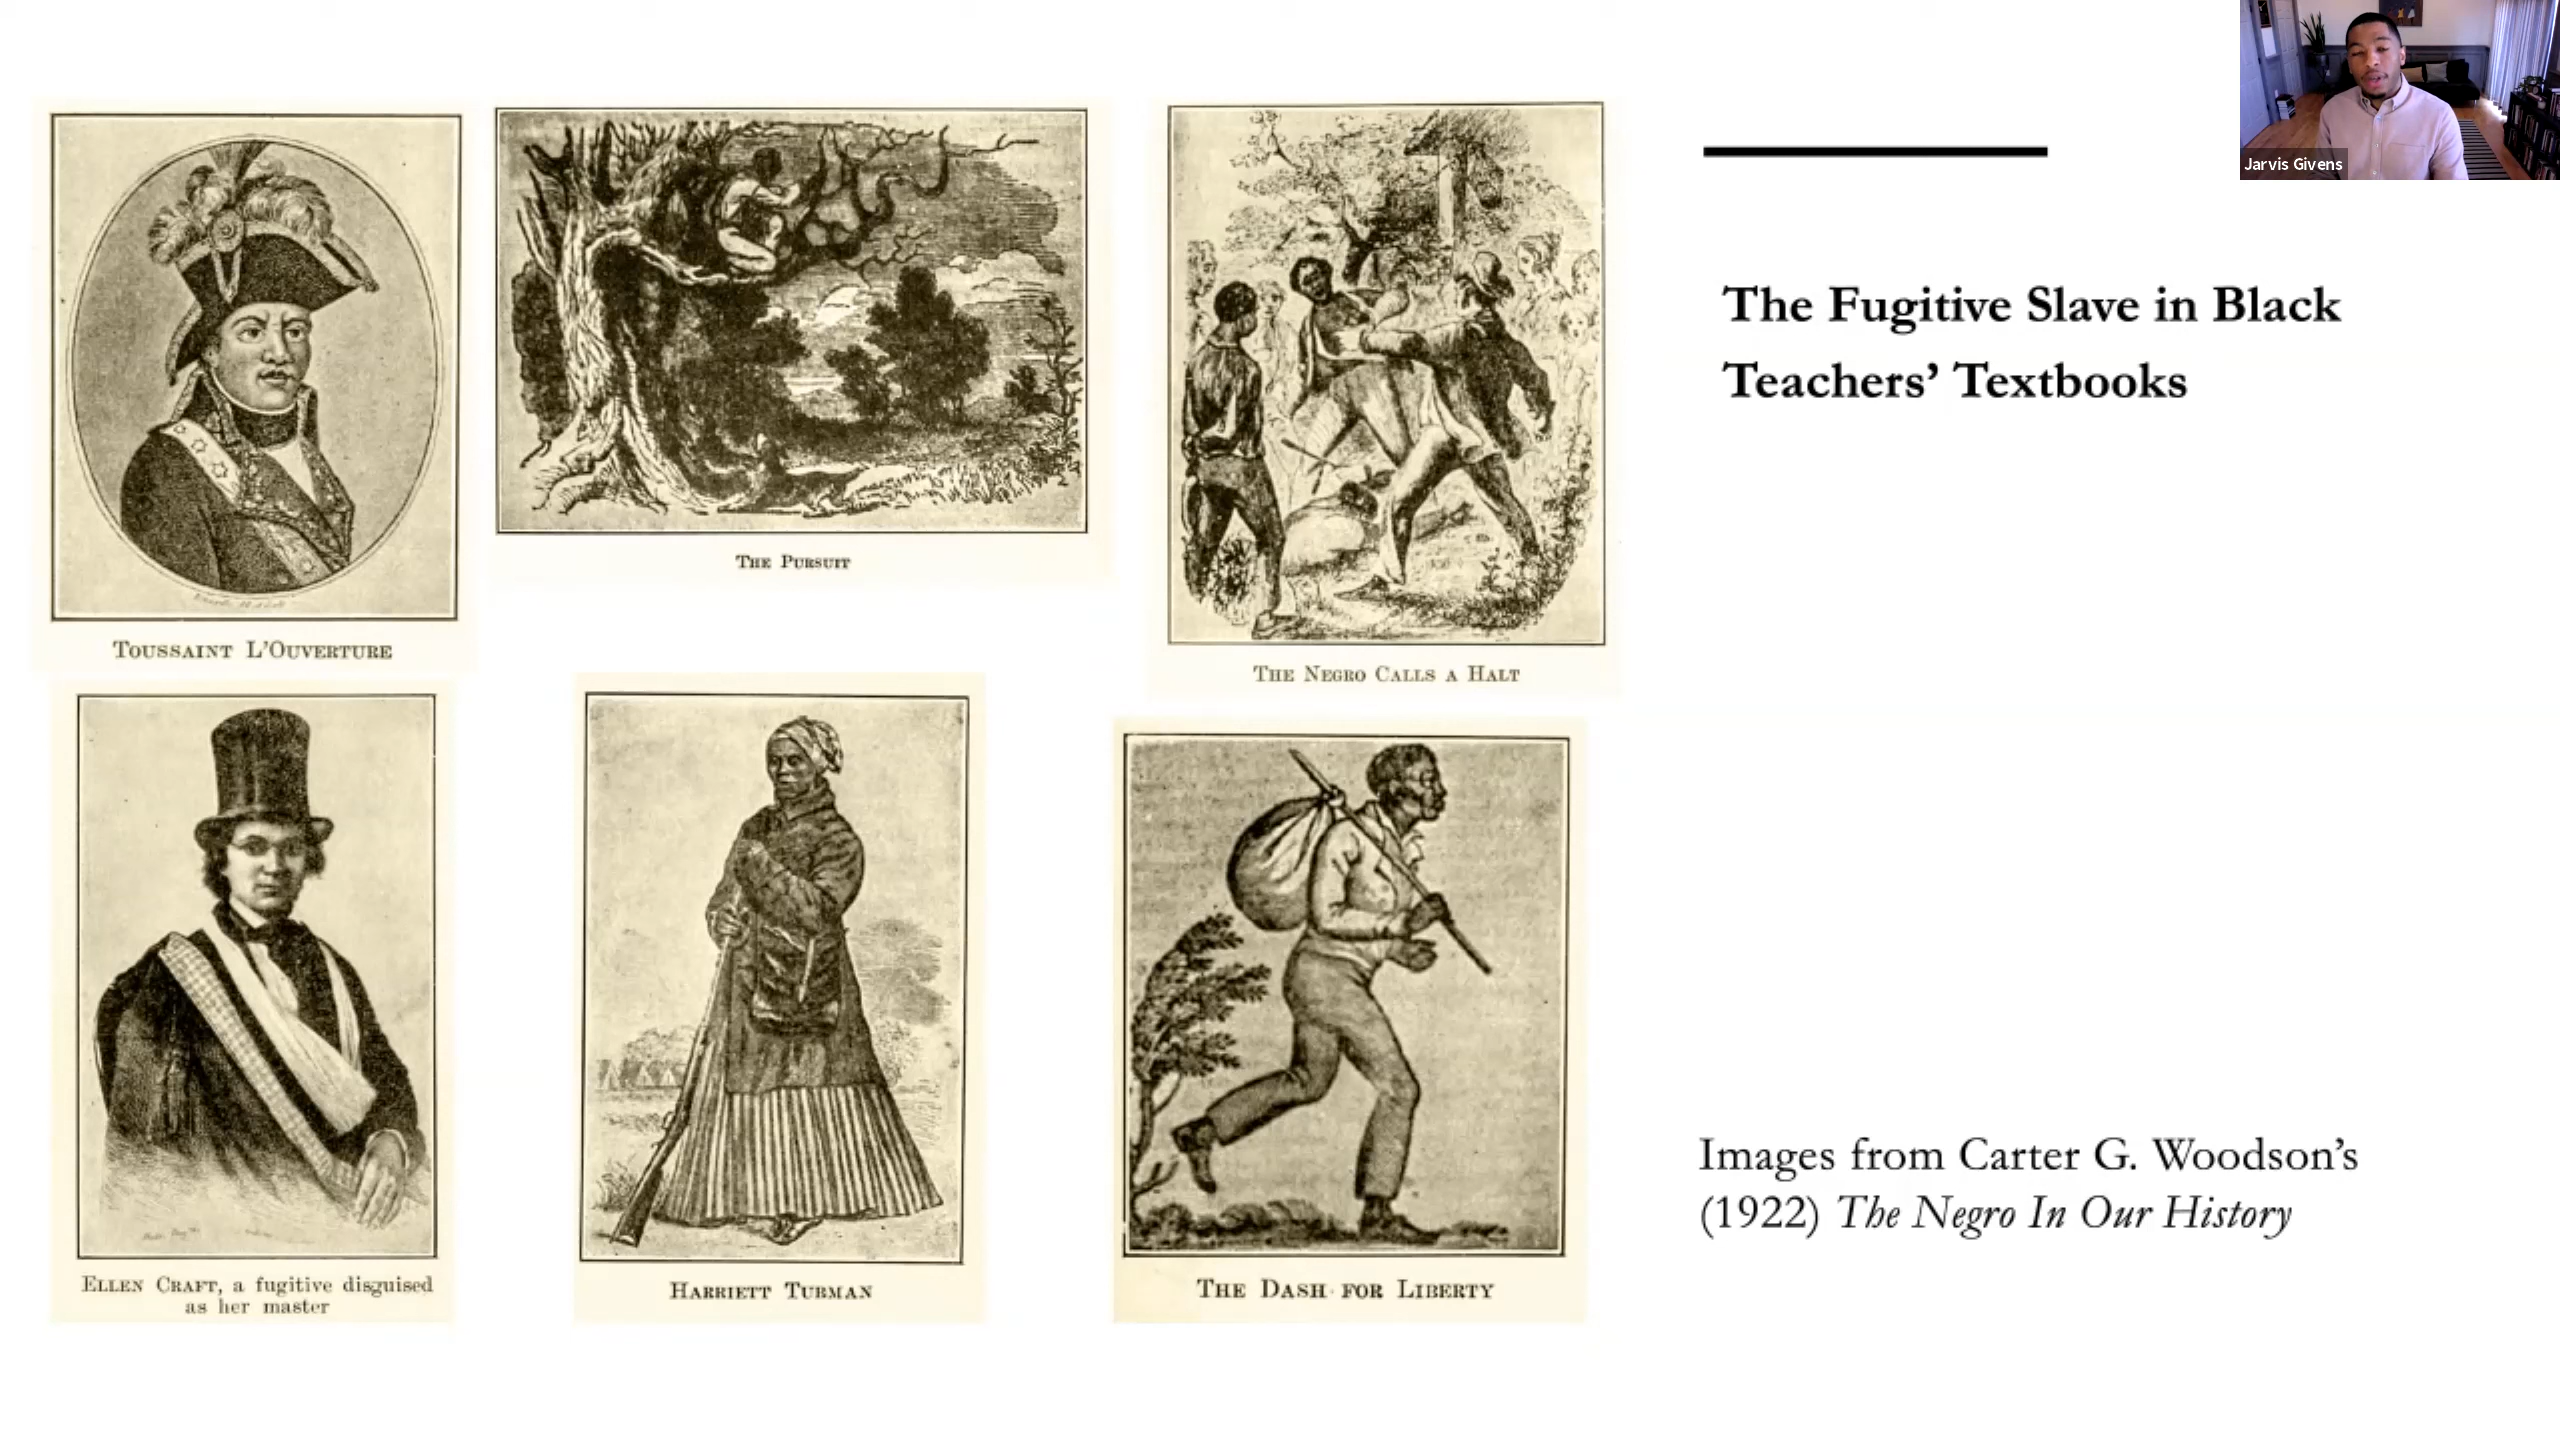 Jarvis Givens
The Fugitive Slave in Black
Teachers’ Textbooks
TOUSSAINT L'OUVERTURE
THE PURSUIT
THE NEGRO CALLS A HALT
ELLEN CRAFT, a fugitive disguised
as her master
HARRIETT TUBMAN
THE DASH FOR LIBERTY
Images from Carter G. Woodson’s
(1922) The Negro In Our History